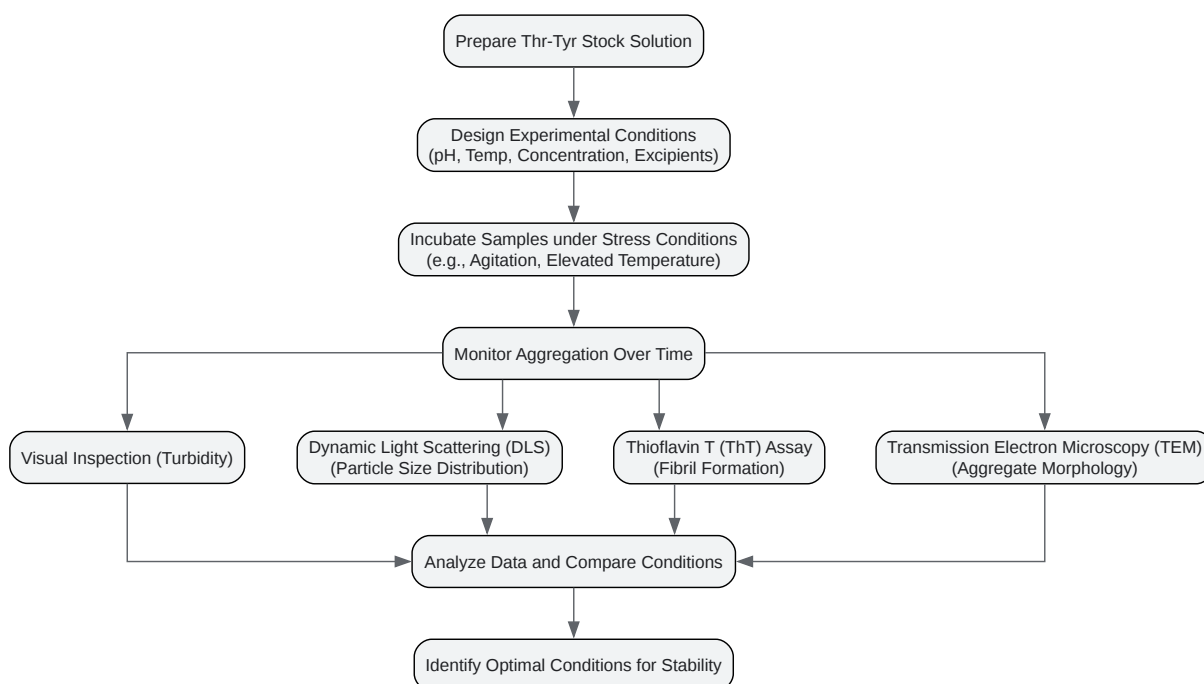 Prepare Thr-Tyr Stock Solution
Design Experimental Conditions
(pH, Temp, Concentration, Excipients)
Incubate Samples under Stress Conditions
(e.g., Agitation, Elevated Temperature)
Monitor Aggregation Over Time
Visual Inspection (Turbidity)
Dynamic Light Scattering (DLS)
(Particle Size Distribution)
Thioflavin T (ThT) Assay
(Fibril Formation)
Transmission Electron Microscopy (TEM)
(Aggregate Morphology)
Analyze Data and Compare Conditions
Identify Optimal Conditions for Stability